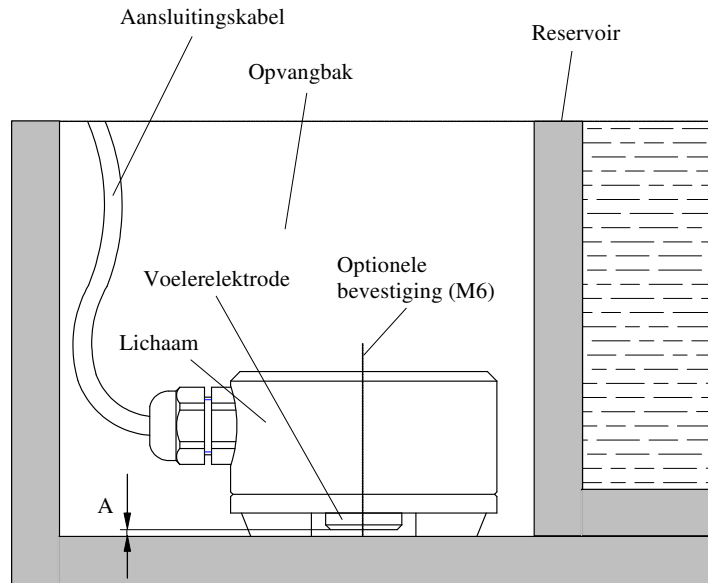 Aansluitingskabel
Reservoir
Opvangbak
Voelerelektrode
Optionele
bevestiging (M6)
Lichaam
A